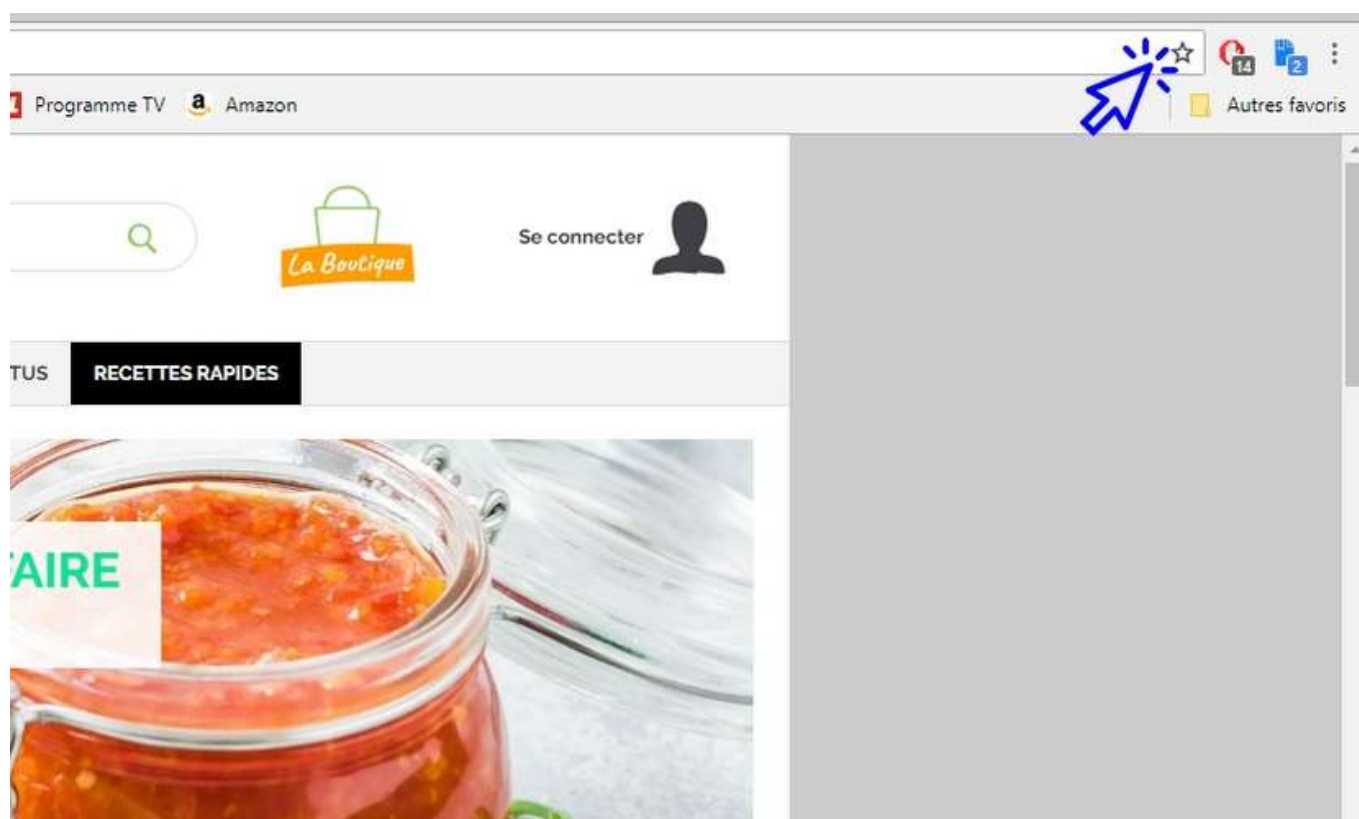 14
2
Programme TV
Amazon
Autres favoris
La Boutique
Se connecter
TUS
RECETTES RAPIDES
AIRE